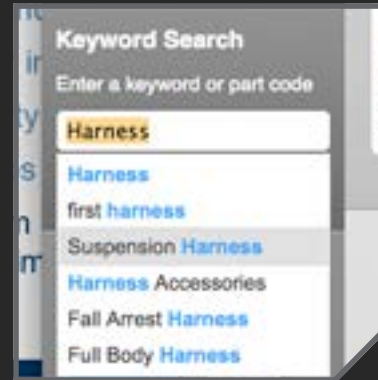 Keyword Search
Enter a keyword or part code
Harness
Harness
first harness
Suspension Harness
Harness Accessories
Fall Arrest Harness
Full Body Harness